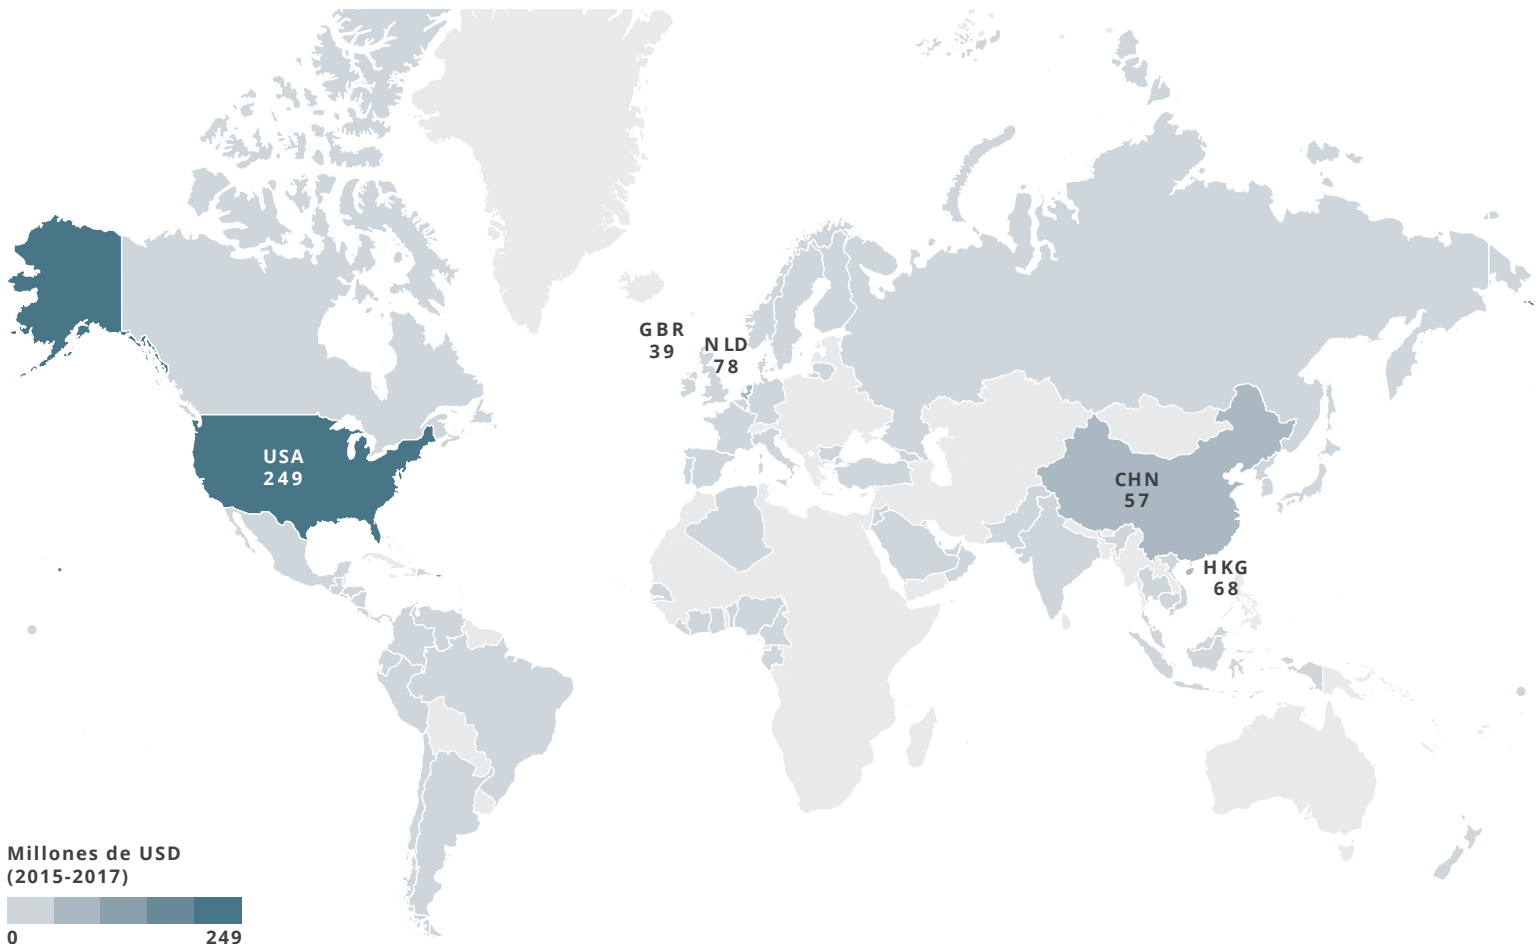 GBR
39
NLD
78
USA
249
CHN
57
HKG
68
Millones de USD
(2015-2017)
0 249